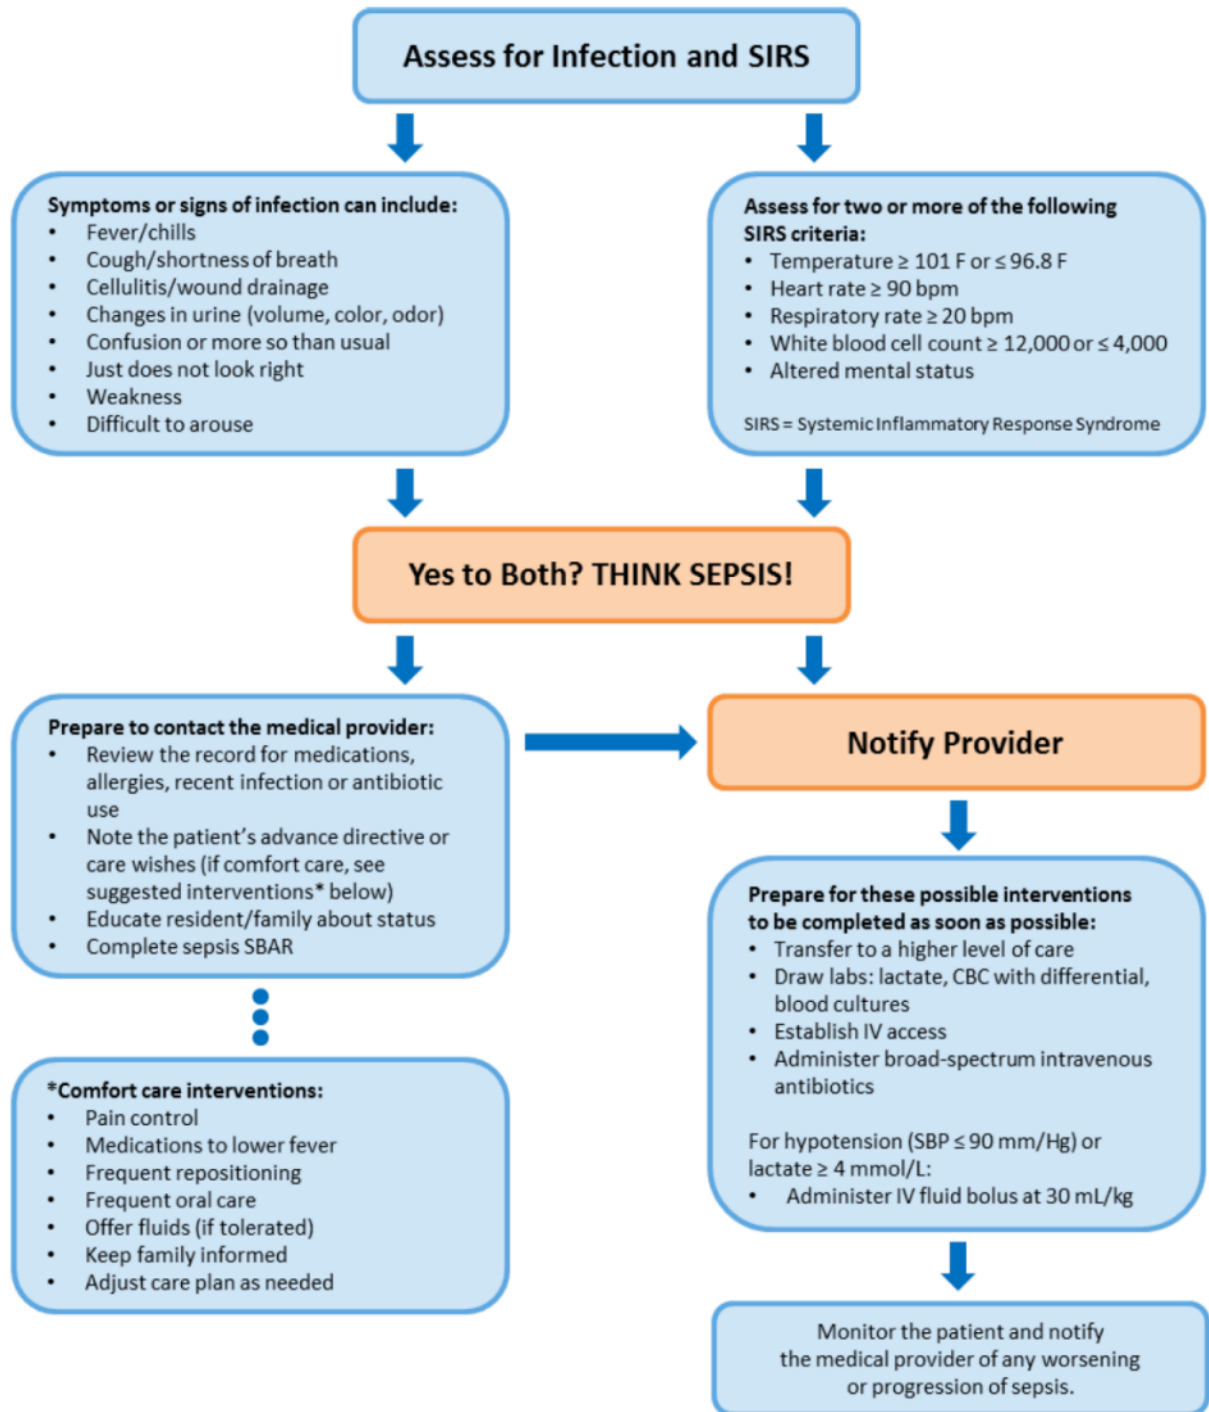 Assess for Infection and SIRS
Symptoms or signs of infection can include:
• Fever/chills
• Cough/shortness of breath
• Cellulitis/wound drainage
• Changes in urine (volume, color, odor)
• Confusion or more so than usual
• Just does not look right
• Weakness
• Difficult to arouse
Assess for two or more of the following
SIRS criteria:
• Temperature ≥ 101 F or ≤ 96.8 F
• Heart rate ≥ 90 bpm
• Respiratory rate ≥ 20 bpm
• White blood cell count ≥ 12,000 or ≤ 4,000
• Altered mental status
SIRS = Systemic Inflammatory Response Syndrome
Yes to Both? THINK SEPSIS!
Prepare to contact the medical provider:
• Review the record for medications,
allergies, recent infection or antibiotic
use
• Note the patient’s advance directive or
care wishes (if comfort care, see
suggested interventions* below)
• Educate resident/family about status
• Complete sepsis SBAR
Notify Provider
*Comfort care interventions:
• Pain control
• Medications to lower fever
• Frequent repositioning
• Frequent oral care
• Offer fluids (if tolerated)
• Keep family informed
• Adjust care plan as needed
Prepare for these possible interventions
to be completed as soon as possible:
• Transfer to a higher level of care
• Draw labs: lactate, CBC with differential,
blood cultures
• Establish IV access
• Administer broad-spectrum intravenous
antibiotics
For hypotension (SBP ≤ 90 mm/Hg) or
lactate ≥ 4 mmol/L:
• Administer IV fluid bolus at 30 mL/kg
Monitor the patient and notify
the medical provider of any worsening
or progression of sepsis.